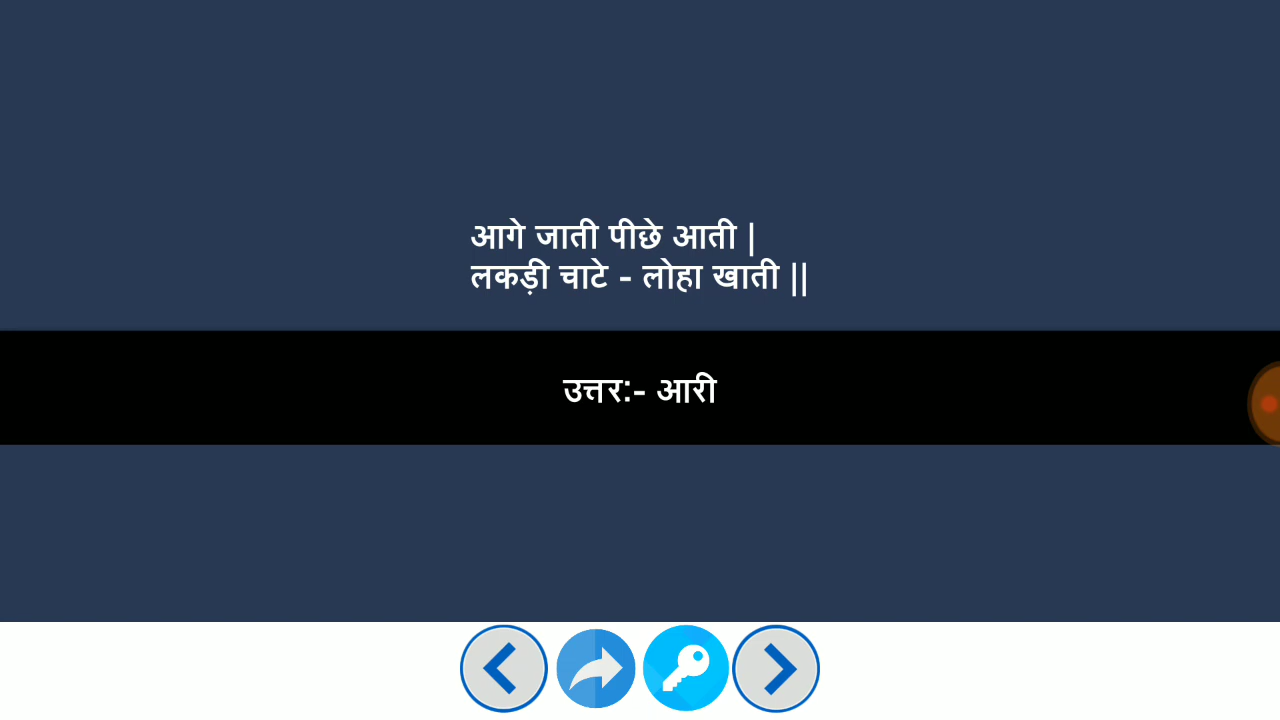 आगे जाती पीछे आती |
लकड़ी चाटे - लोहा खाती ||
उत्तर:- आरी